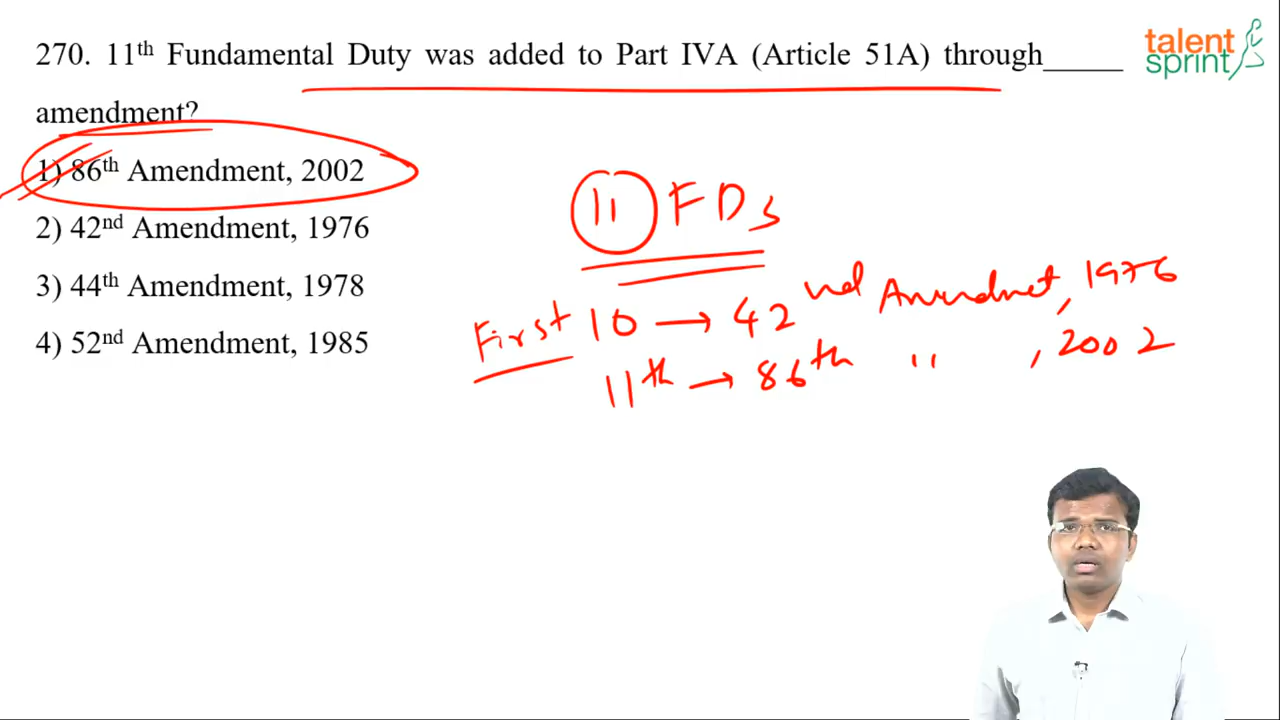 270. 11th Fundamental Duty was added to Part IVA (Article 51A) through_____
amendment?
1) 86th Amendment, 2002
2) 42nd Amendment, 1976
3) 44th Amendment, 1978
4) 52nd Amendment, 1985
talent
sprint
11 FDs
First 10 → 42nd Amendmet, 1976
11th → 86th " , 2002